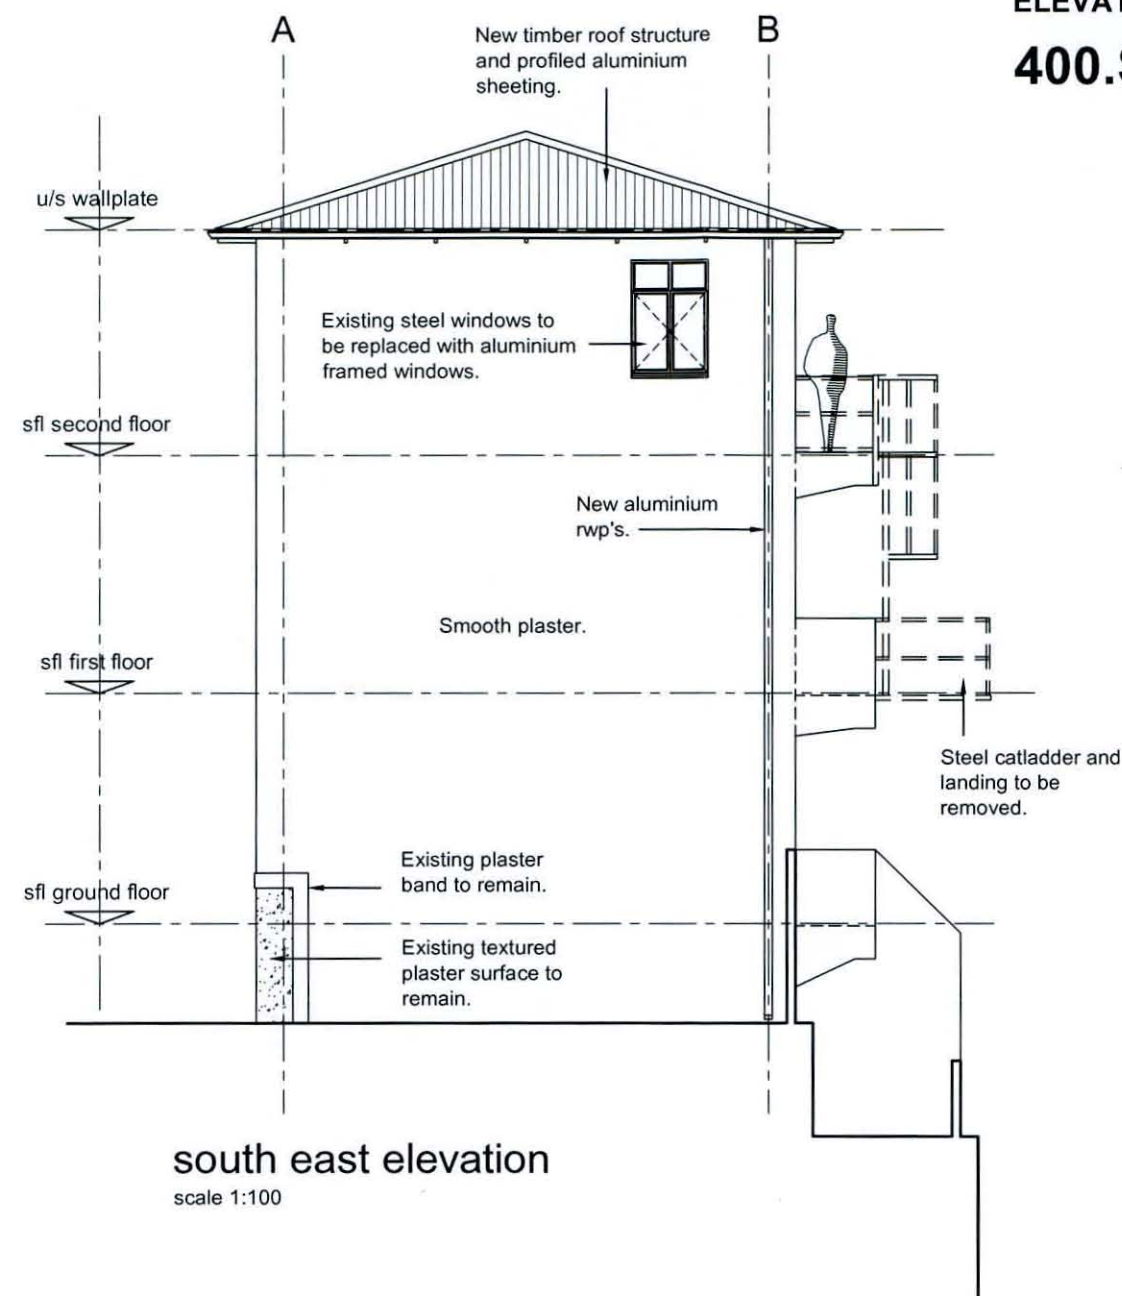 ELEVAT
400.
A
B
New timber roof structure
and profiled aluminium
sheeting.
u/s wallplate
Existing steel windows to
be replaced with aluminium
framed windows.
sfl second floor
New aluminium
rwp's.
Smooth plaster.
sfl first floor
Steel catladder and
landing to be
removed.
Existing plaster
band to remain.
sfl ground floor
Existing textured
plaster surface to
remain.
south east elevation
scale 1:100